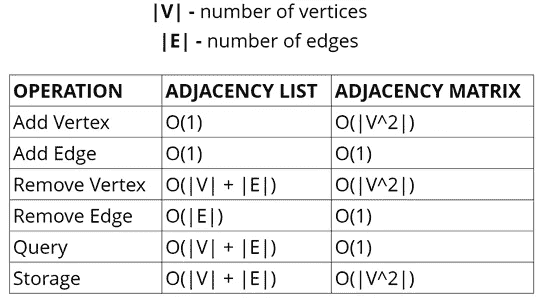 |V| - number of vertices
|E| - number of edges
OPERATION ADJACENCY LIST ADJACENCY MATRIX
Add Vertex O(1) O(|V^2|)
Add Edge O(1) O(1)
Remove Vertex O(|V| + |E|) O(|V^2|)
Remove Edge O(|E|) O(1)
Query O(|V| + |E|) O(1)
Storage O(|V| + |E|) O(|V^2|)